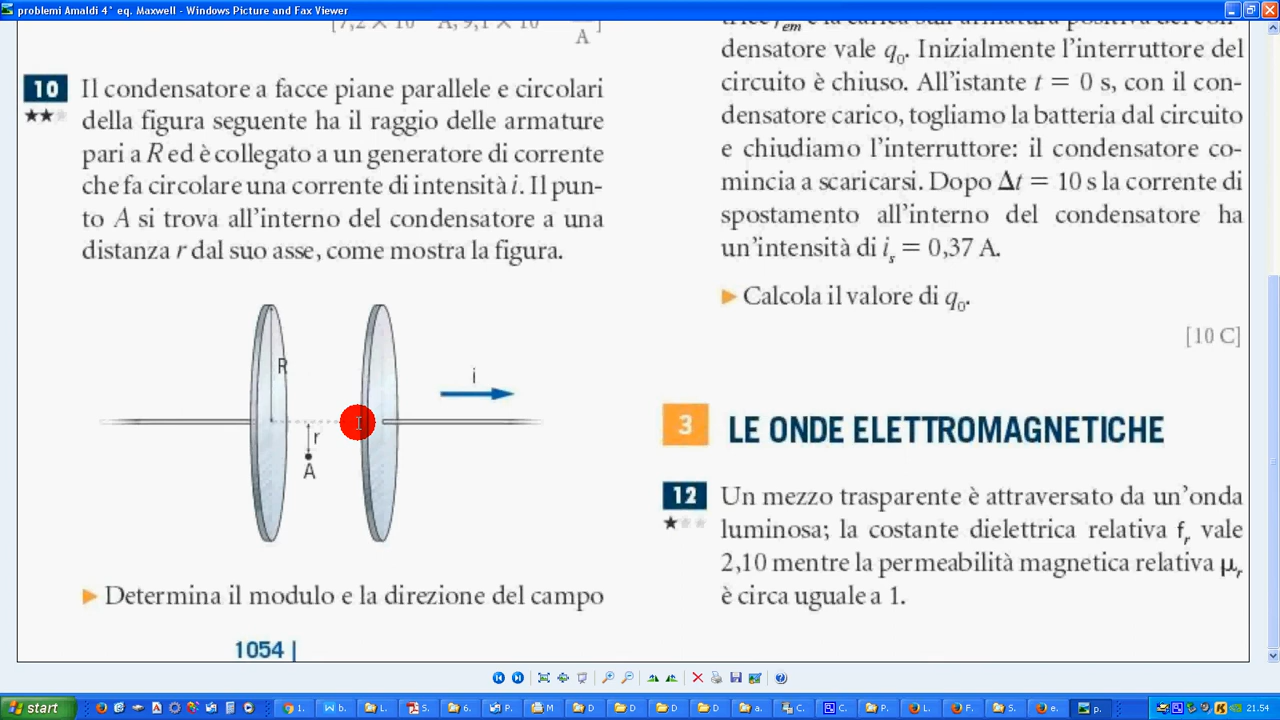 problemi Amaldi 4° eq. Maxwell - Windows Picture and Fax Viewer
10
Il condensatore a facce piane parallele e circolari
della figura seguente ha il raggio delle armature
pari a R ed è collegato a un generatore di corrente
che fa circolare una corrente di intensità i. Il pun-
to A si trova all'interno del condensatore a una
distanza r dal suo asse, come mostra la figura.
R
i
r
A
Determina il modulo e la direzione del campo
1054 |
densatore vale q0. Inizialmente l'interruttore del
circuito è chiuso. All'istante t = 0 s, con il con-
densatore carico, togliamo la batteria dal circuito
e chiudiamo l'interruttore: il condensatore co-
mincia a scaricarsi. Dopo Δt = 10 s la corrente di
spostamento all'interno del condensatore ha
un'intensità di is = 0,37 A.
Calcola il valore di q0.
[10 C]
3 LE ONDE ELETTROMAGNETICHE
12
Un mezzo trasparente è attraversato da un'onda
luminosa; la costante dielettrica relativa fr vale
2,10 mentre la permeabilità magnetica relativa μr
è circa uguale a 1.
start
1.
b.
L.
S.
6.
P.
M
D
D
D
D
a.
C.
C.
P.
L.
F.
S.
e.
p.
21.54